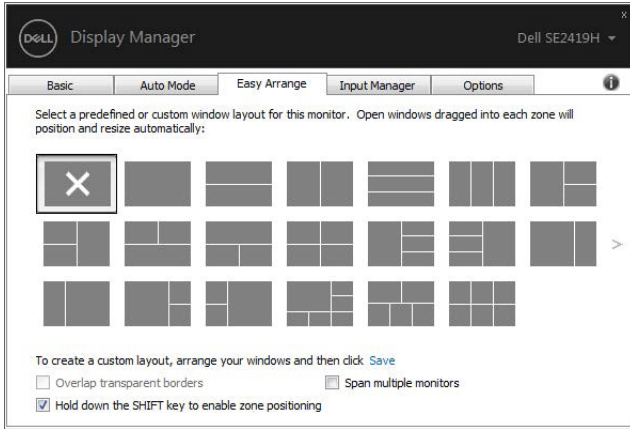 DELL Display Manager Dell SE2419H
Basic Auto Mode Easy Arrange Input Manager Options
Select a predefined or custom window layout for this monitor. Open windows dragged into each zone will
position and resize automatically:
To create a custom layout, arrange your windows and then click Save
Overlap transparent borders Span multiple monitors
Hold down the SHIFT key to enable zone positioning